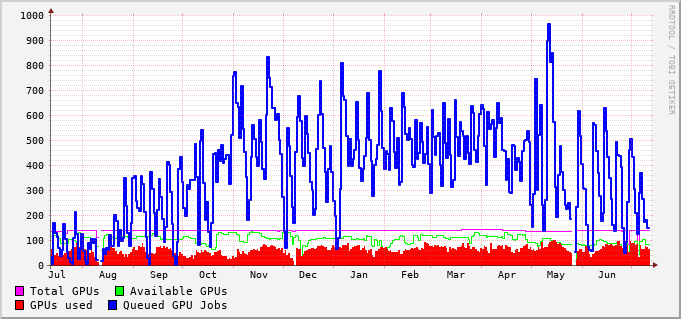 1000
900
800
700
600
500
400
300
200
100
0
Jul Aug Sep Oct Nov Dec Jan Feb Mar Apr May Jun
Total GPUs Available GPUs
GPUs used Queued GPU Jobs
RRDTOOL / TOBI OETIKER